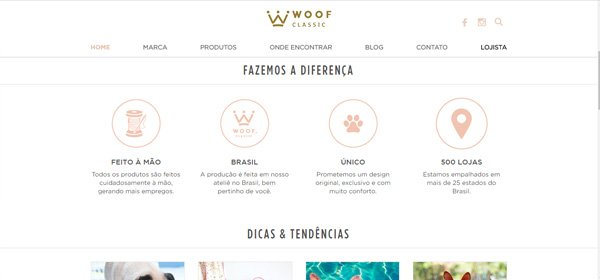 WOOF
CLASSIC
HOME MARCA PRODUTOS ONDE ENCONTRAR BLOG CONTATO LOJISTA
FAZEMOS A DIFERENÇA
WOOF
FEITO À MÃO
Todos os produtos são feitos
cuidadosamente à mão,
gerando mais empregos.
BRASIL
A produção é feita em nosso
ateliê no Brasil, bem
pertinho de você.
ÚNICO
Prometemos um design
original, exclusivo e com
muito conforto.
500 LOJAS
Estamos empalhados em
mais de 25 estados do
Brasil.
DICAS & TENDÊNCIAS